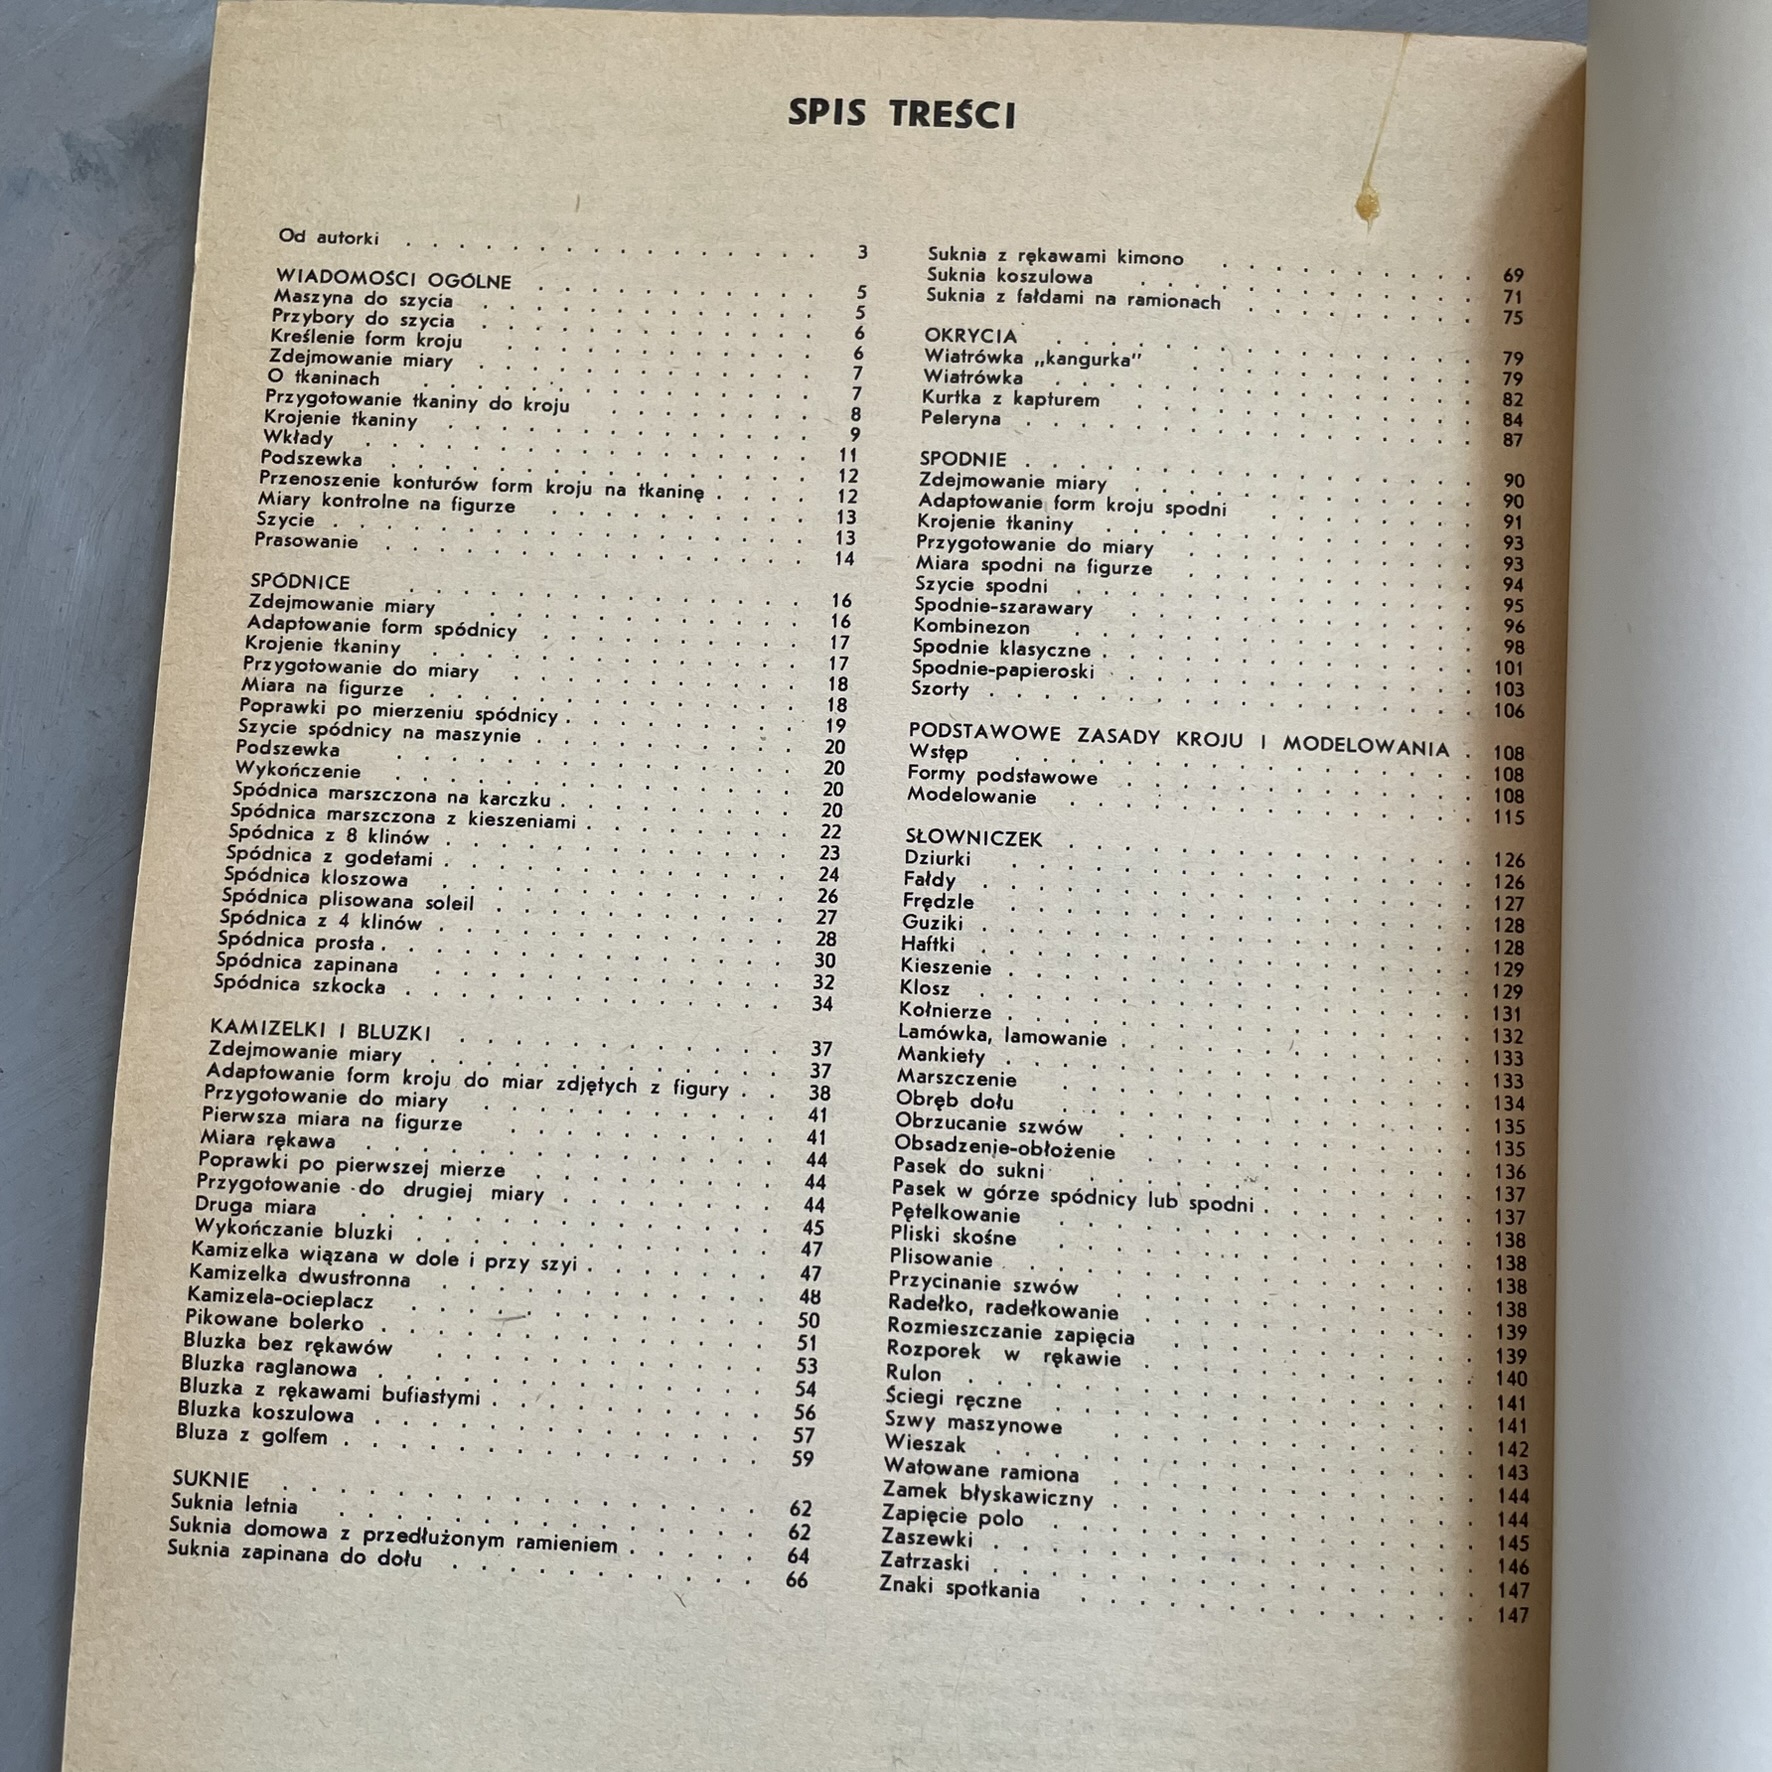 SPIS TREŚCI
Od autorki . . . . . . . . . . . . . . . . 3
WIADOMOŚCI OGÓLNE . . . . . . . . . . . 5
Maszyna do szycia . . . . . . . . . . . . . 5
Przybory do szycia . . . . . . . . . . . . . 6
Kreślenie form kroju . . . . . . . . . . . . 6
Zdejmowanie miary . . . . . . . . . . . . . 7
O tkaninach . . . . . . . . . . . . . . . 7
Przygotowanie tkaniny do kroju . . . . . . . . 8
Krojenie tkaniny . . . . . . . . . . . . . . 9
Wkłady . . . . . . . . . . . . . . . . . 11
Podszewka . . . . . . . . . . . . . . . . 12
Przenoszenie konturów form kroju na tkaninę . . . . 12
Miary kontrolne na figurze . . . . . . . . . . 13
Szycie . . . . . . . . . . . . . . . . . . 13
Prasowanie . . . . . . . . . . . . . . . . 14
SPÓDNICE . . . . . . . . . . . . . . . 16
Zdejmowanie miary . . . . . . . . . . . . 16
Adaptowanie form spódnicy . . . . . . . . . . 17
Krojenie tkaniny . . . . . . . . . . . . . . 17
Przygotowanie do miary . . . . . . . . . . . 18
Miara na figurze . . . . . . . . . . . . . . 18
Poprawki po mierzeniu spódnicy . . . . . . . . . 19
Szycie spódnicy na maszynie . . . . . . . . . . 20
Podszewka . . . . . . . . . . . . . . . 20
Wykończenie . . . . . . . . . . . . . . . 20
Spódnica marszczona na karczku . . . . . . . . . 20
Spódnica marszczona z kieszeniami . . . . . . . . 22
Spódnica z 8 klinów . . . . . . . . . . . . . 23
Spódnica z godetami . . . . . . . . . . . . . 24
Spódnica kloszowa . . . . . . . . . . . . . 26
Spódnica plisowana soleil . . . . . . . . . . . 27
Spódnica z 4 klinów . . . . . . . . . . . . . 28
Spódnica prosta . . . . . . . . . . . . . . . 30
Spódnica zapinana . . . . . . . . . . . . . 32
Spódnica szkocka . . . . . . . . . . . . . . 34
KAMIZELKI I BLUZKI . . . . . . . . . . . . 37
Zdejmowanie miary . . . . . . . . . . . . . 37
Adaptowanie form kroju do miar zdjętych z figury . . 38
Przygotowanie do miary . . . . . . . . . . . 41
Pierwsza miara na figurze . . . . . . . . . . 41
Miara rękawa . . . . . . . . . . . . . . . 44
Poprawki po pierwszej mierze . . . . . . . . . 44
Przygotowanie do drugiej miary . . . . . . . . 44
Druga miara . . . . . . . . . . . . . . . 45
Wykończanie bluzki . . . . . . . . . . . . . 47
Kamizelka wiązana w dole i przy szyi . . . . . . . 47
Kamizelka dwustronna . . . . . . . . . . . . 48
Kamizela-ocieplacz . . . . . . . . . . . . . 50
Pikowane bolerko . . . . . . . . . . . . . . 51
Bluzka bez rękawów . . . . . . . . . . . . 53
Bluzka raglanowa . . . . . . . . . . . . . . 54
Bluzka z rękawami bufiastymi . . . . . . . . . . 56
Bluzka koszulowa . . . . . . . . . . . . . . 57
Bluza z golfem . . . . . . . . . . . . . . . 59
SUKNIE . . . . . . . . . . . . . . . . . 62
Suknia letnia . . . . . . . . . . . . . . . 62
Suknia domowa z przedłużonym ramieniem . . . . . 64
Suknia zapinana do dołu . . . . . . . . . . . 66
Suknia z rękawami kimono . . . . . . . . . . 69
Suknia koszulowa . . . . . . . . . . . . . 71
Suknia z fałdami na ramionach . . . . . . . . . 75
OKRYCIA . . . . . . . . . . . . . . . . 79
Wiatrówka „kangurka” . . . . . . . . . . . 79
Wiatrówka . . . . . . . . . . . . . . . . 82
Kurtka z kapturem . . . . . . . . . . . . . 84
Peleryna . . . . . . . . . . . . . . . . . 87
SPODNIE . . . . . . . . . . . . . . . . . 90
Zdejmowanie miary . . . . . . . . . . . . . 90
Adaptowanie form kroju spodni . . . . . . . . 91
Krojenie tkaniny . . . . . . . . . . . . . . 93
Przygotowanie do miary . . . . . . . . . . . 93
Miara spodni na figurze . . . . . . . . . . . 94
Szycie spodni . . . . . . . . . . . . . . . 95
Spodnie-szarawary . . . . . . . . . . . . . 96
Kombinezon . . . . . . . . . . . . . . . 98
Spodnie klasyczne . . . . . . . . . . . . . . 101
Spodnie-papieroski . . . . . . . . . . . . . 103
Szorty . . . . . . . . . . . . . . . . . . 106
PODSTAWOWE ZASADY KROJU I MODELOWANIA . 108
Wstęp . . . . . . . . . . . . . . . . . 108
Formy podstawowe . . . . . . . . . . . . . 108
Modelowanie . . . . . . . . . . . . . . . 115
SŁOWNICZEK . . . . . . . . . . . . . . . 126
Dziurki . . . . . . . . . . . . . . . . . 126
Fałdy . . . . . . . . . . . . . . . . . . 127
Frędzle . . . . . . . . . . . . . . . . . 128
Guziki . . . . . . . . . . . . . . . . . . 128
Haftki . . . . . . . . . . . . . . . . . . 129
Kieszenie . . . . . . . . . . . . . . . . . 129
Klosz . . . . . . . . . . . . . . . . . . 131
Kołnierze . . . . . . . . . . . . . . . . . 132
Lamówka, lamowanie . . . . . . . . . . . . . 133
Mankiety . . . . . . . . . . . . . . . . . 133
Marszczenie . . . . . . . . . . . . . . . 134
Obręb dołu . . . . . . . . . . . . . . . 135
Obrzucanie szwów . . . . . . . . . . . . . 135
Obsadzenie-obłożenie . . . . . . . . . . . . 136
Pasek do sukni . . . . . . . . . . . . . . . 137
Pasek w górze spódnicy lub spodni . . . . . . . . 137
Pętelkowanie . . . . . . . . . . . . . . . 138
Pliski skośne . . . . . . . . . . . . . . . 138
Plisowanie . . . . . . . . . . . . . . . . 138
Przycinanie szwów . . . . . . . . . . . . . 138
Radełko, radełkowanie . . . . . . . . . . . . 139
Rozmieszczanie zapięcia . . . . . . . . . . . 139
Rozporek w rękawie . . . . . . . . . . . . 140
Rulon . . . . . . . . . . . . . . . . . . 141
Ściegi ręczne . . . . . . . . . . . . . . . 141
Szwy maszynowe . . . . . . . . . . . . . 142
Wieszak . . . . . . . . . . . . . . . . . 143
Watowane ramiona . . . . . . . . . . . . . 144
Zamek błyskawiczny . . . . . . . . . . . . . 144
Zapięcie polo . . . . . . . . . . . . . . . 145
Zaszewki . . . . . . . . . . . . . . . . . 146
Zatrzaski . . . . . . . . . . . . . . . . . 147
Znaki spotkania . . . . . . . . . . . . . . 147